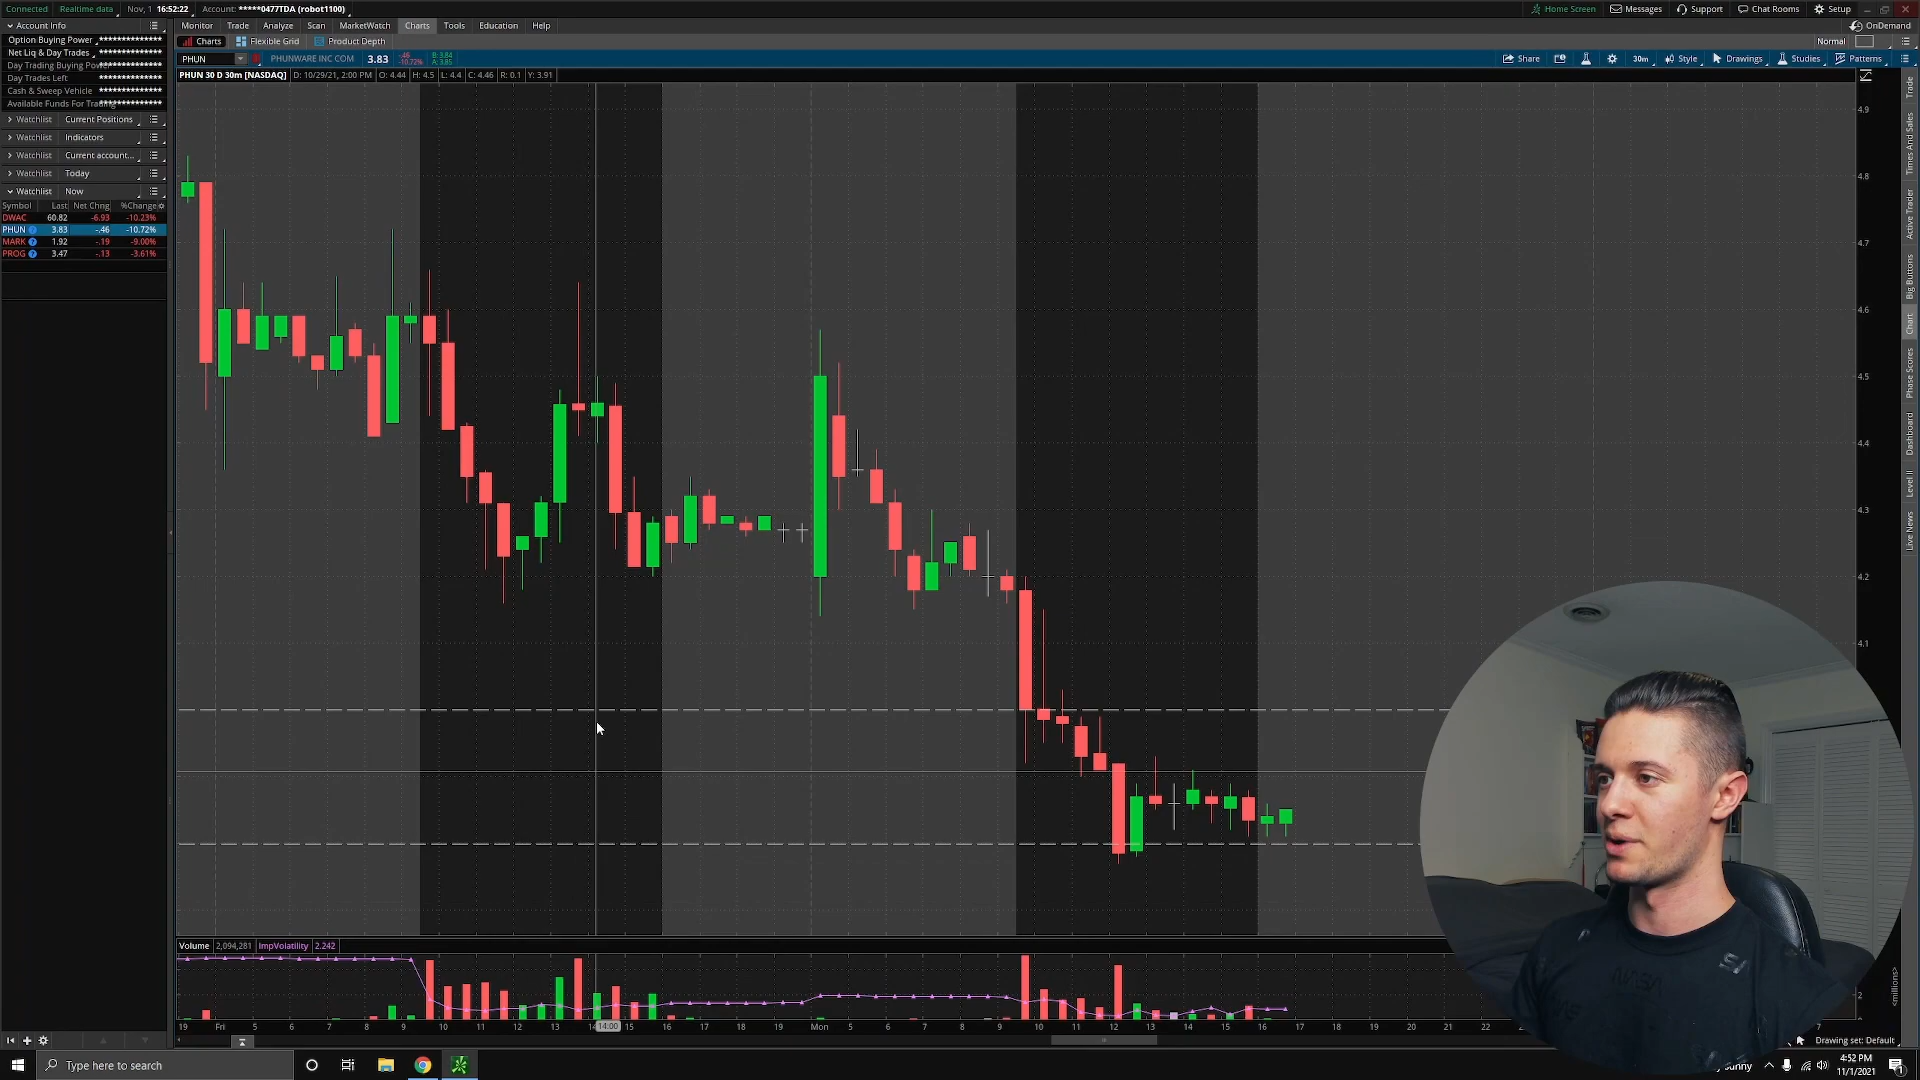 Connected Realtime data Nov, 1 16:52:22 Account: *****0477TDA (robot1100) Home Screen Messages Support Chat Rooms Setup
Account Info Monitor Trade Analyze Scan MarketWatch Charts Tools Education Help OnDemand
Option Buying Power **************
Net Liq & Day Trades **************
Day Trading Buying Power **************
Day Trades Left **************
Cash & Sweep Vehicle **************
Available Funds For Trading **************
Charts Flexible Grid Product Depth Normal
PHUN PHUNWARE INC COM 3.83 -.46 -10.72% B: 3.84 A: 3.85 Share 30m Style Drawings Studies Patterns
PHUN 30 D 30m [NASDAQ] D: 10/29/21, 2:00 PM O: 4.44 H: 4.5 L: 4.4 C: 4.46 R: 0.1 Y: 3.91
Watchlist Current Positions
Watchlist Indicators
Watchlist Current account...
Watchlist Today
Watchlist Now
Symbol Last Net Chng %Change
DWAC 60.82 -6.93 -10.23%
PHUN 3.83 -.46 -10.72%
MARK 1.92 -.19 -9.00%
PROG 3.47 -.13 -3.61%
4.9
4.8
4.7
4.6
4.5
4.4
4.3
4.2
4.1
Trade
Times And Sales
Active Trader
Big Buttons
Chart
Phase Scores
Dashboard
Level II
Live News
NASA
Volume 2,094,281 ImpVolatility 2.242
2
<millions>
19 Fri 5 6 7 8 9 10 11 12 13 14:00 15 16 17 18 19 Mon 5 6 7 8 9 10 11 12 13 14 15 16 17 18 19 20 21 22 7
Drawing set: Default
Type here to search
sunny
4:52 PM
11/1/2021
1